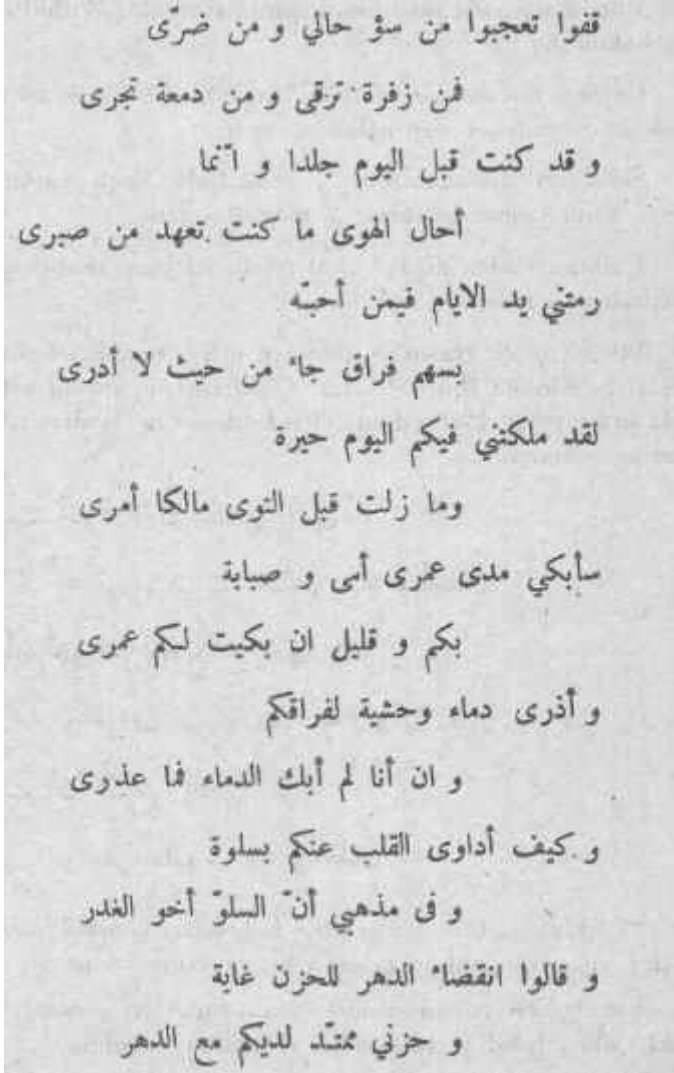 قفوا تعجبوا من سؤ حالي و من ضرّى
فمن زفرة ترقى و من دمعة تجرى
و قد كنت قبل اليوم جلدا و انّما
أحال الهوى ما كنت تعهد من صبرى
رمتني يد الايام فيمن أحبّه
بسهم فراق جاء من حيث لا أدرى
لقد ملكتني فيكم اليوم حيرة
وما زلت قبل النوى مالكا أمرى
سأبكي مدى عمرى أسى و صبابة
بكم و قليل ان بكيت لكم عمرى
و أذرى دماء وحشية لفراقكم
و ان أنا لم أبك الدماء فما عذرى
و كيف أداوى القلب عنكم بسلوة
و فى مذهبي أنّ السلوّ أخو الغدر
و قالوا انقضاء الدهر للحزن غاية
و حزني ممتدّ لديكم مع الدهر